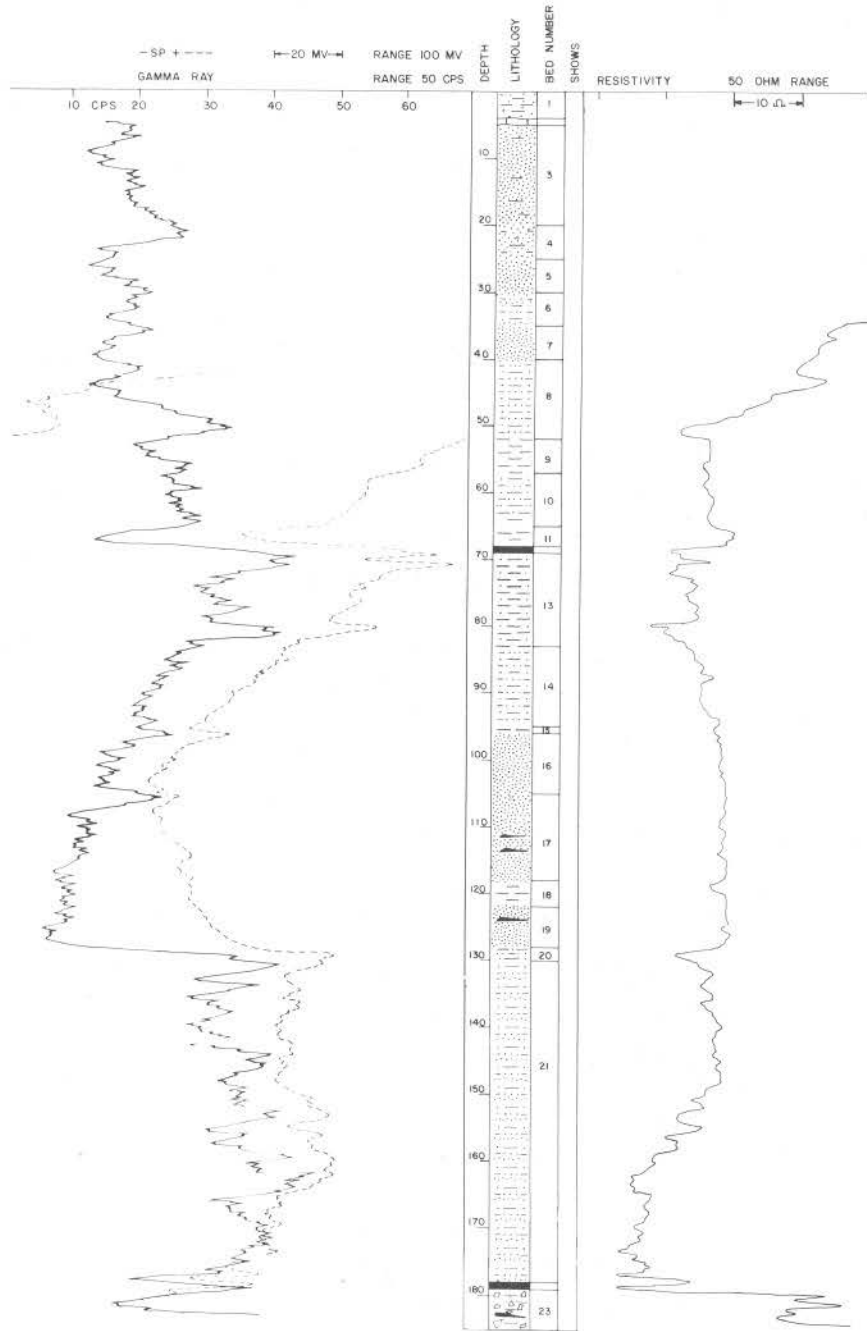 - SP + - - - -
20 MV
RANGE 100 MV
GAMMA RAY
RANGE 50 CPS
DEPTH
LITHOLOGY
BED NUMBER
SHOWS
RESISTIVITY
50 OHM RANGE
10 Ω
10 CPS 20 30 40 50 60
1
10
3
20
4
5
30
6
7
40
8
50
9
60
10
11
70
13
80
14
90
15
100
16
110
17
120
18
19
130
20
140
21
150
160
170
180
23